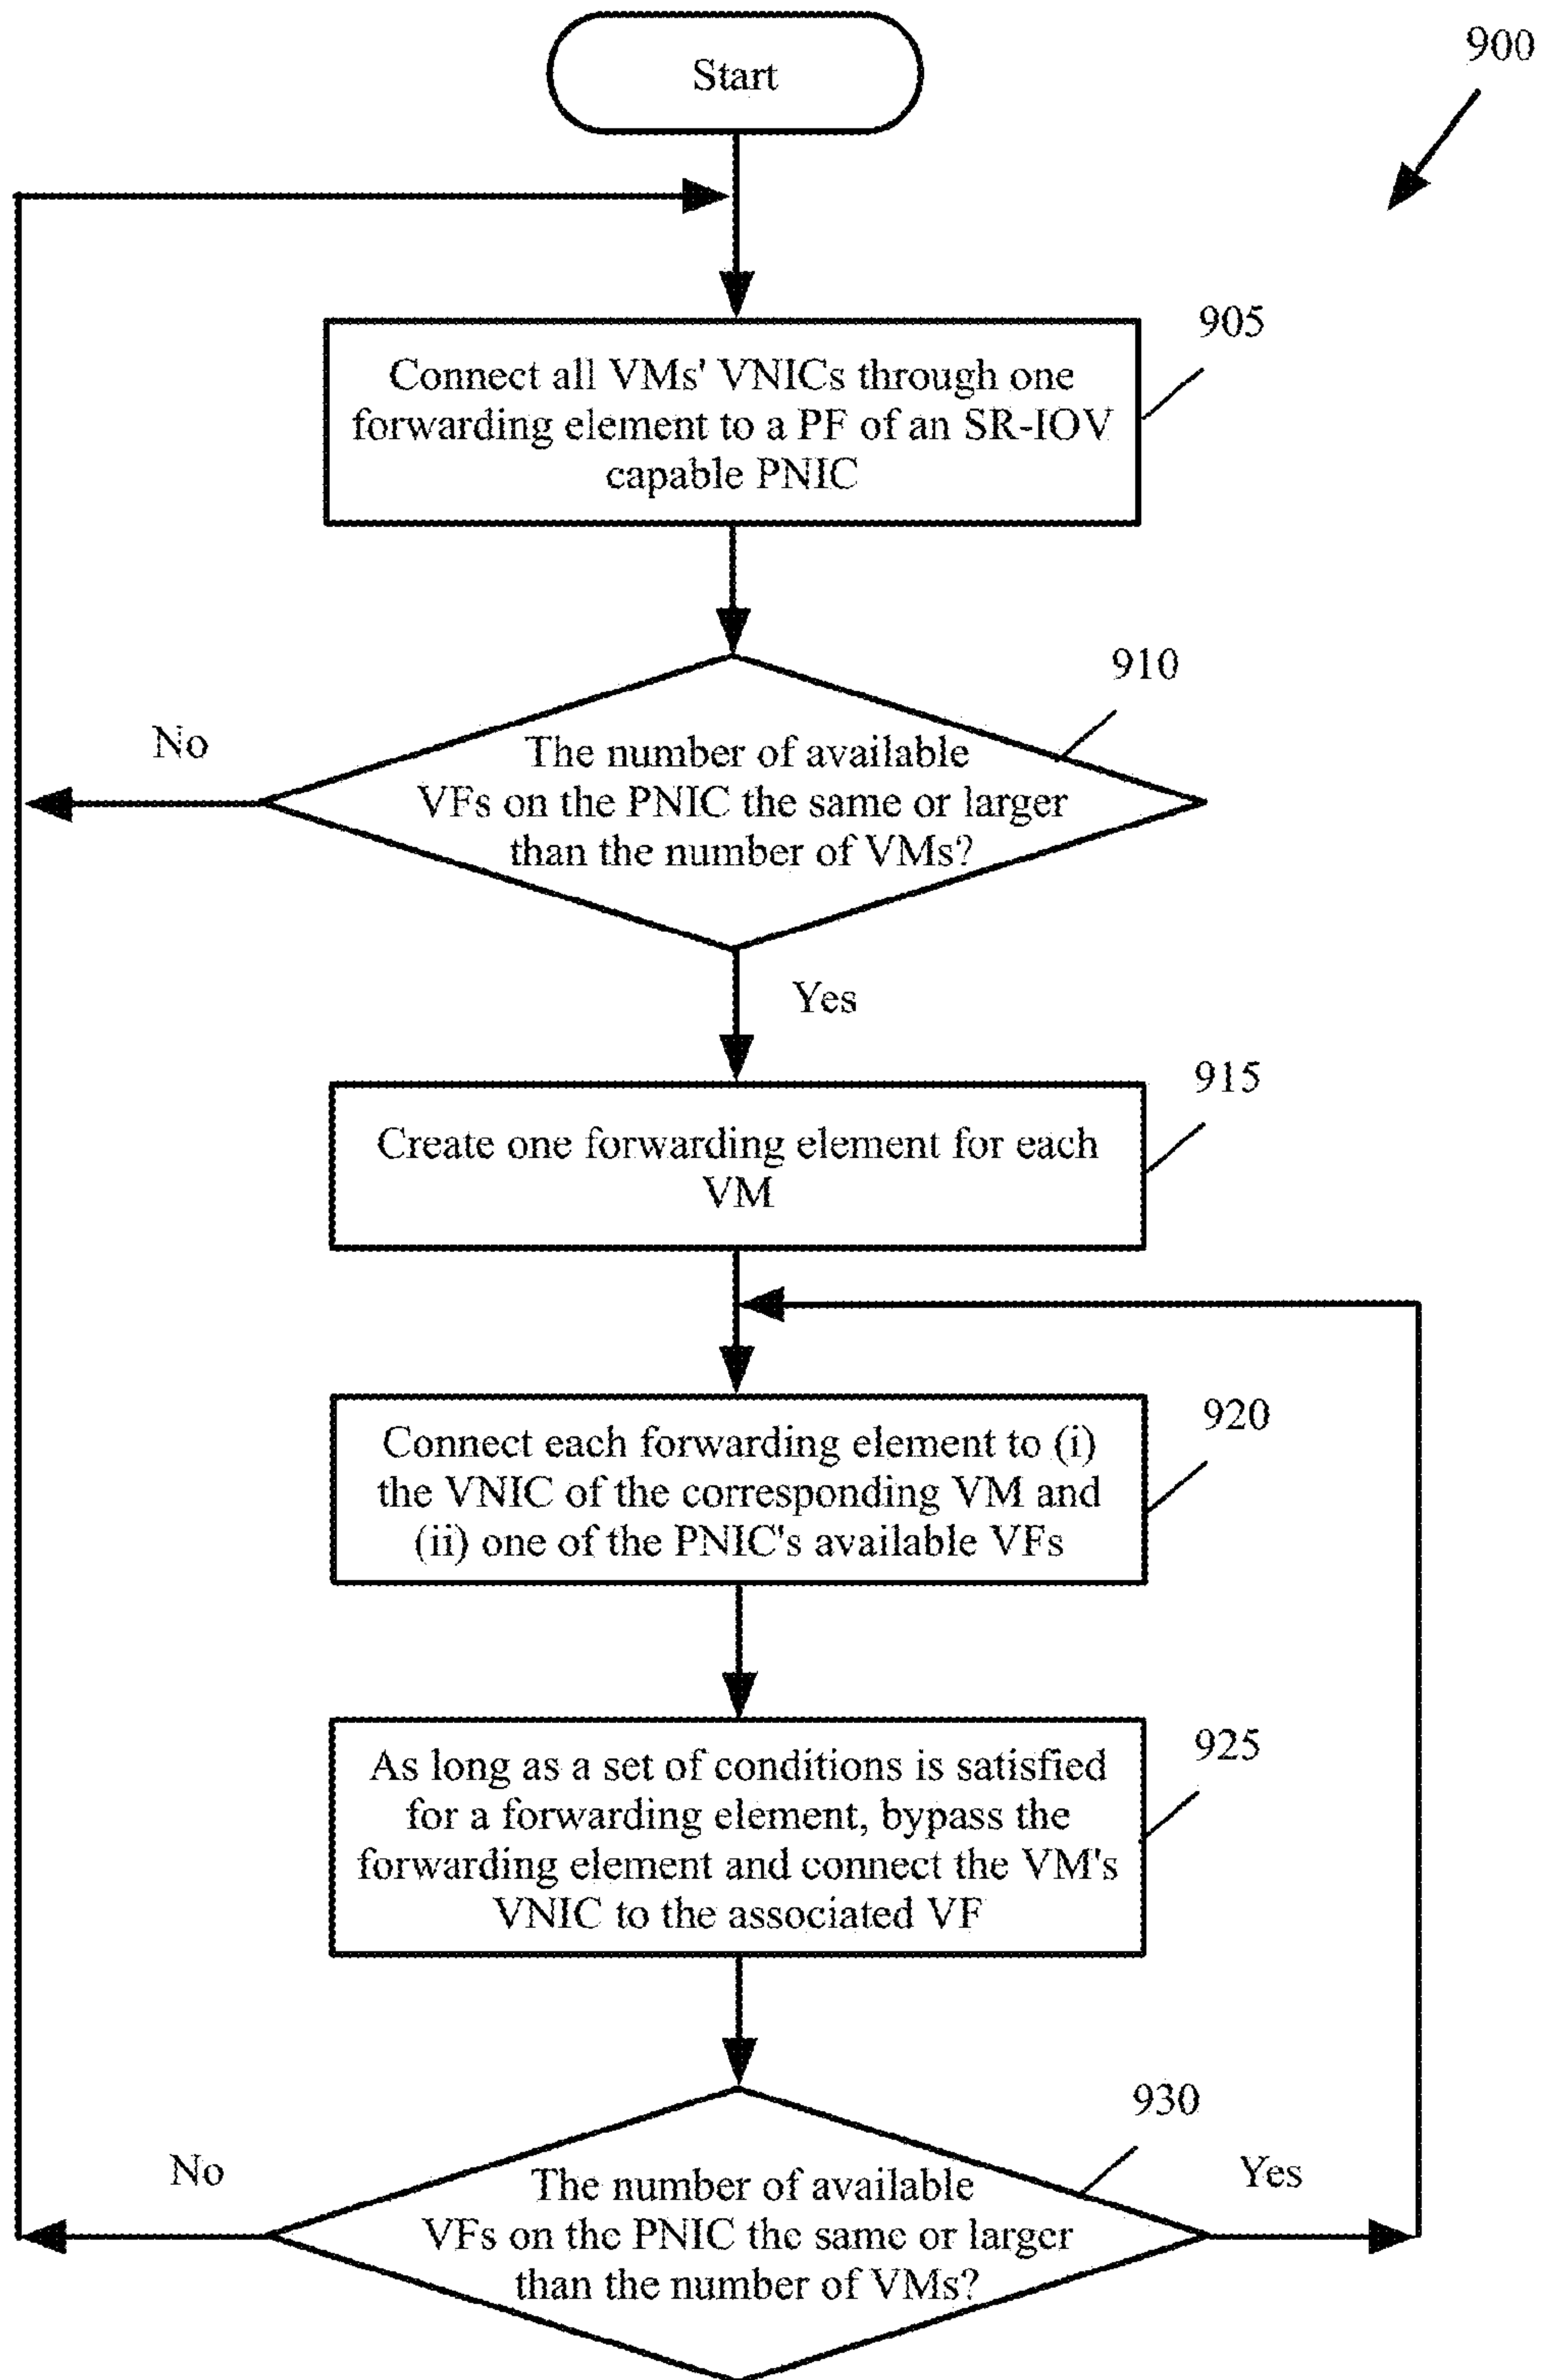 Start
900
905
Connect all VMs' VNICs through one
forwarding element to a PF of an SR-IOV
capable PNIC
910
No
The number of available
VFs on the PNIC the same or larger
than the number of VMs?
Yes
915
Create one forwarding element for each
VM
920
Connect each forwarding element to (i)
the VNIC of the corresponding VM and
(ii) one of the PNIC's available VFs
925
As long as a set of conditions is satisfied
for a forwarding element, bypass the
forwarding element and connect the VM's
VNIC to the associated VF
930
No
Yes
The number of available
VFs on the PNIC the same or larger
than the number of VMs?